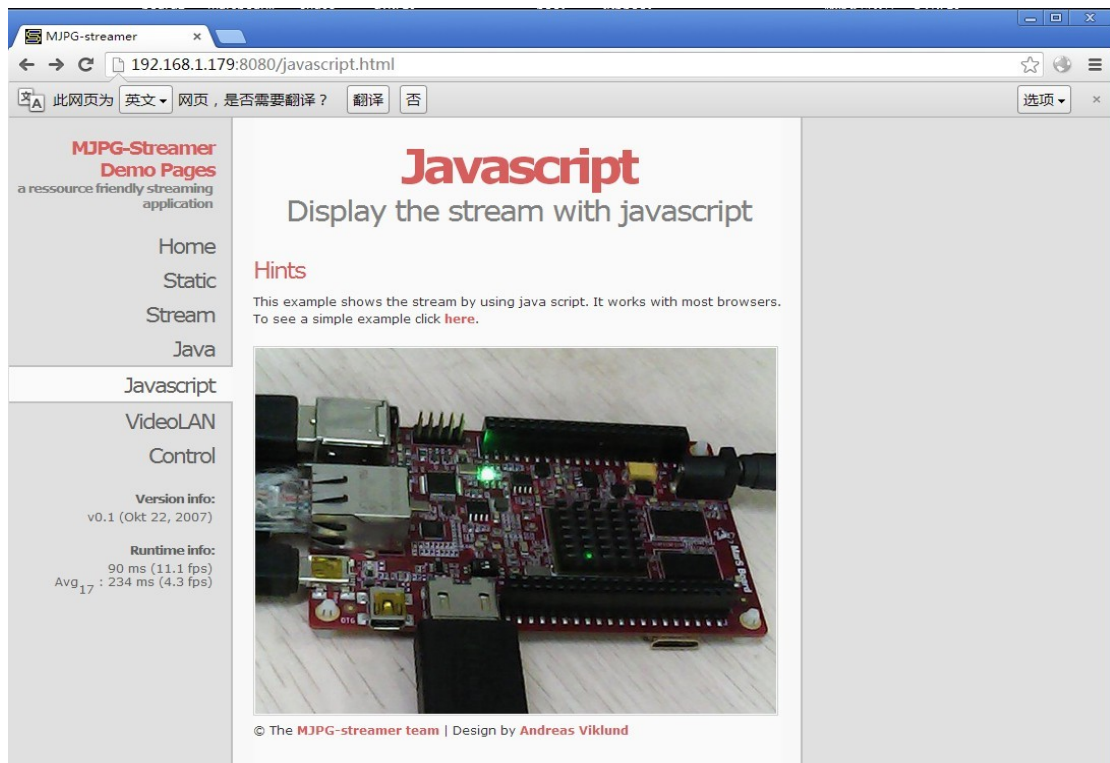 MJPG-streamer
192.168.1.179:8080/javascript.html
此网页为 英文 网页，是否需要翻译？ 翻译 否 选项
MJPG-Streamer
Demo Pages
a ressource friendly streaming
application
Home
Static
Stream
Java
Javascript
VideoLAN
Control
Version info:
v0.1 (Okt 22, 2007)
Runtime info:
90 ms (11.1 fps)
Avg17 : 234 ms (4.3 fps)
Javascript
Display the stream with javascript
Hints
This example shows the stream by using java script. It works with most browsers.
To see a simple example click here.
MarS Board
OTG
© The MJPG-streamer team | Design by Andreas Viklund